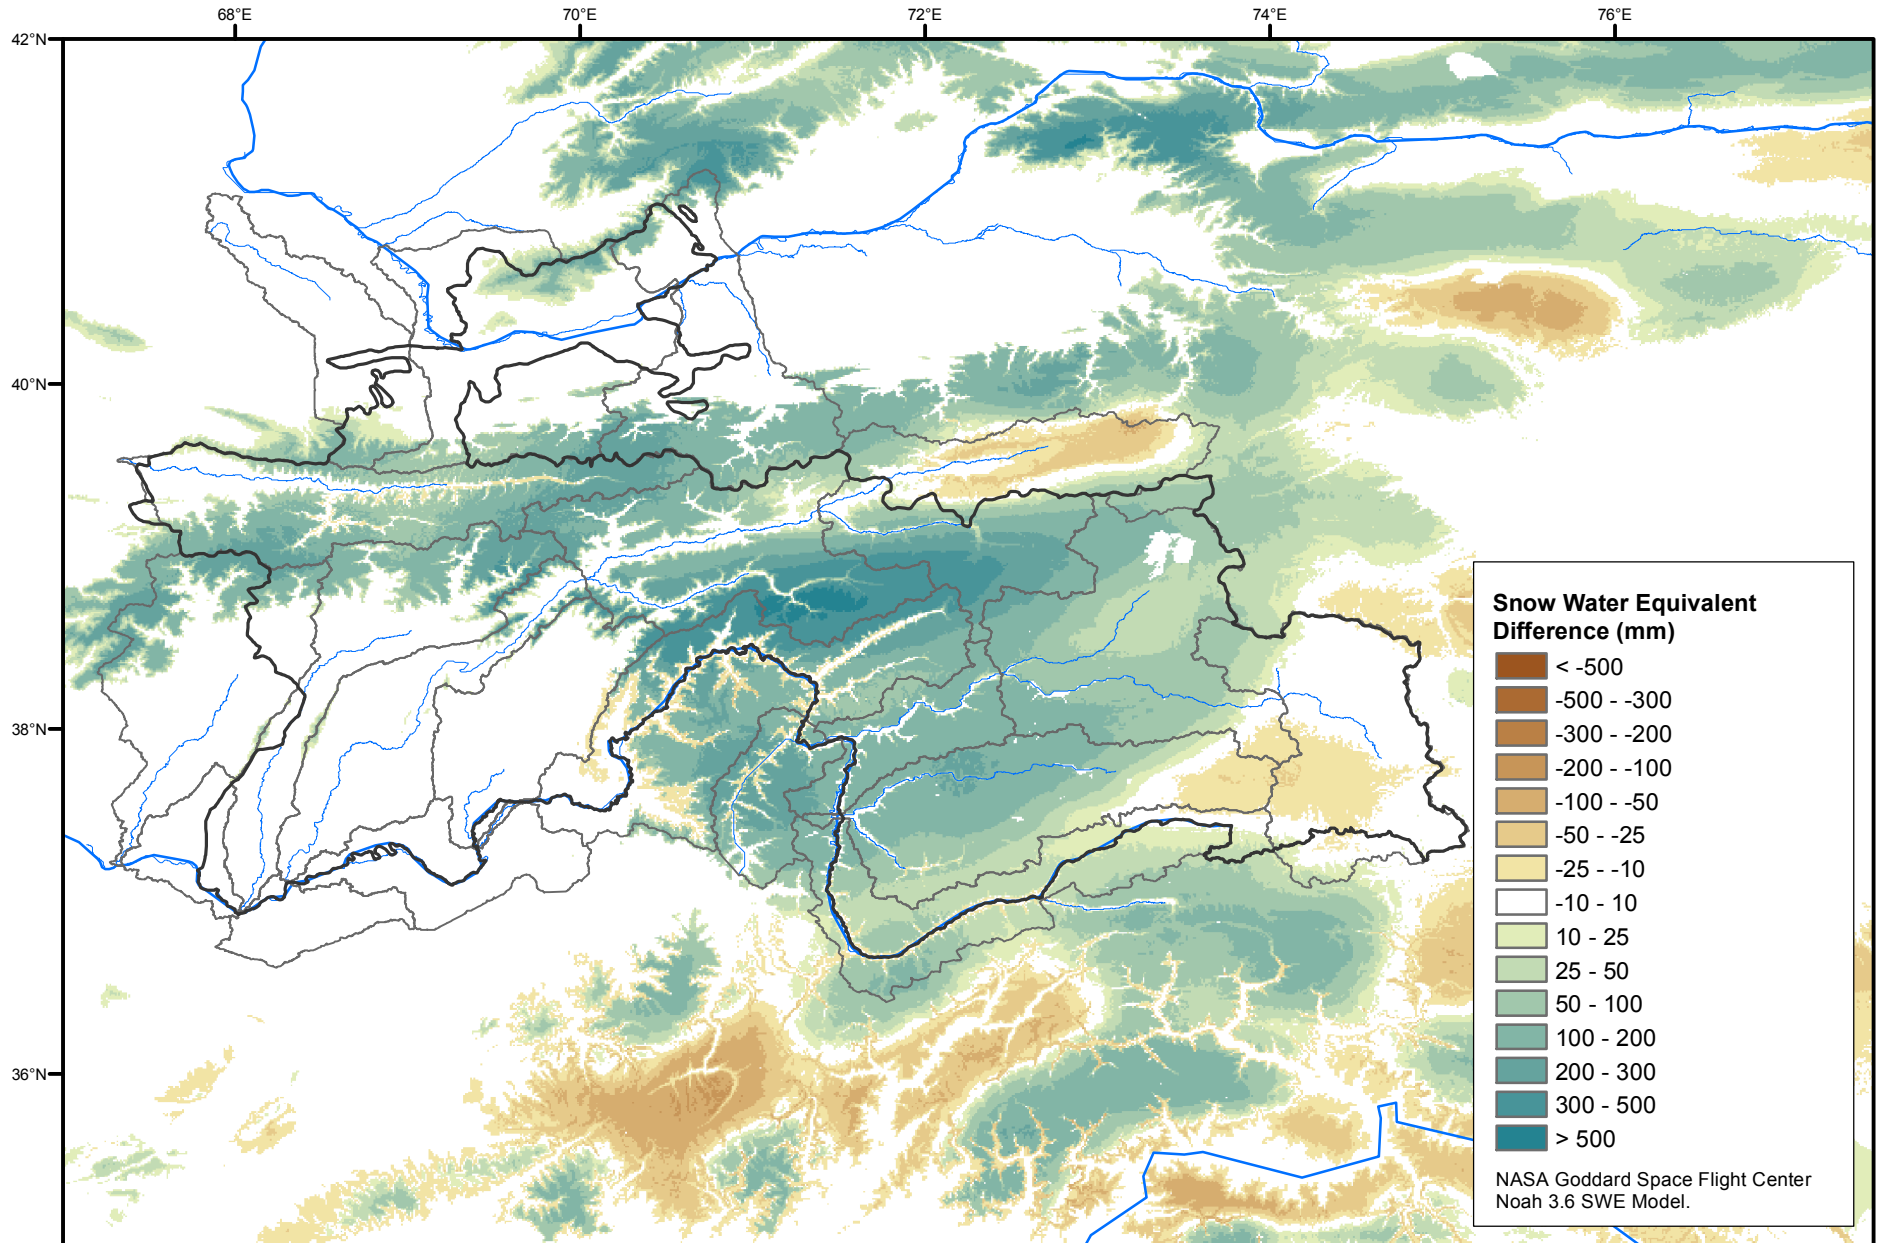 68°E
70°E
72°E
74°E
76°E
42°N
40°N
38°N
36°N
Snow Water Equivalent
Difference (mm)
< -500
-500 - -300
-300 - -200
-200 - -100
-100 - -50
-50 - -25
-25 - -10
-10 - 10
10 - 25
25 - 50
50 - 100
100 - 200
200 - 300
300 - 500
> 500
NASA Goddard Space Flight Center
Noah 3.6 SWE Model.